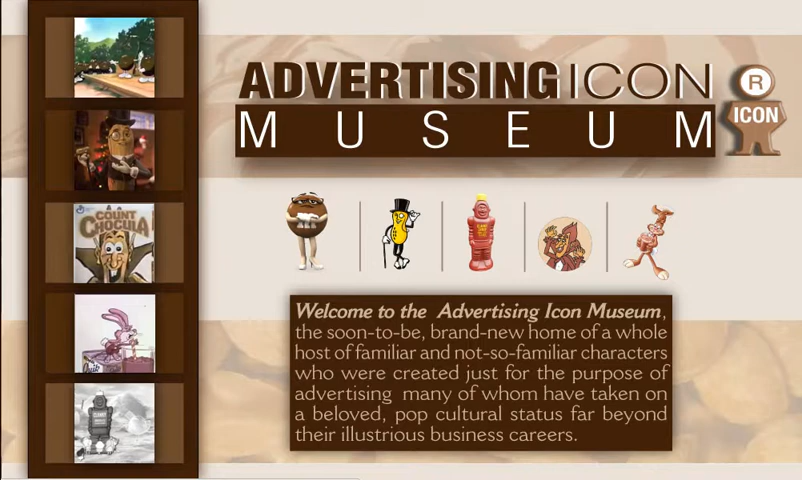 ADVERTISING ICON
MUSEUM
R
ICON
COUNT
CHOCULA
Welcome to the Advertising Icon Museum,
the soon-to-be, brand-new home of a whole
host of familiar and not-so-familiar characters
who were created just for the purpose of
advertising many of whom have taken on
a beloved, pop cultural status far beyond
their illustrious business careers.